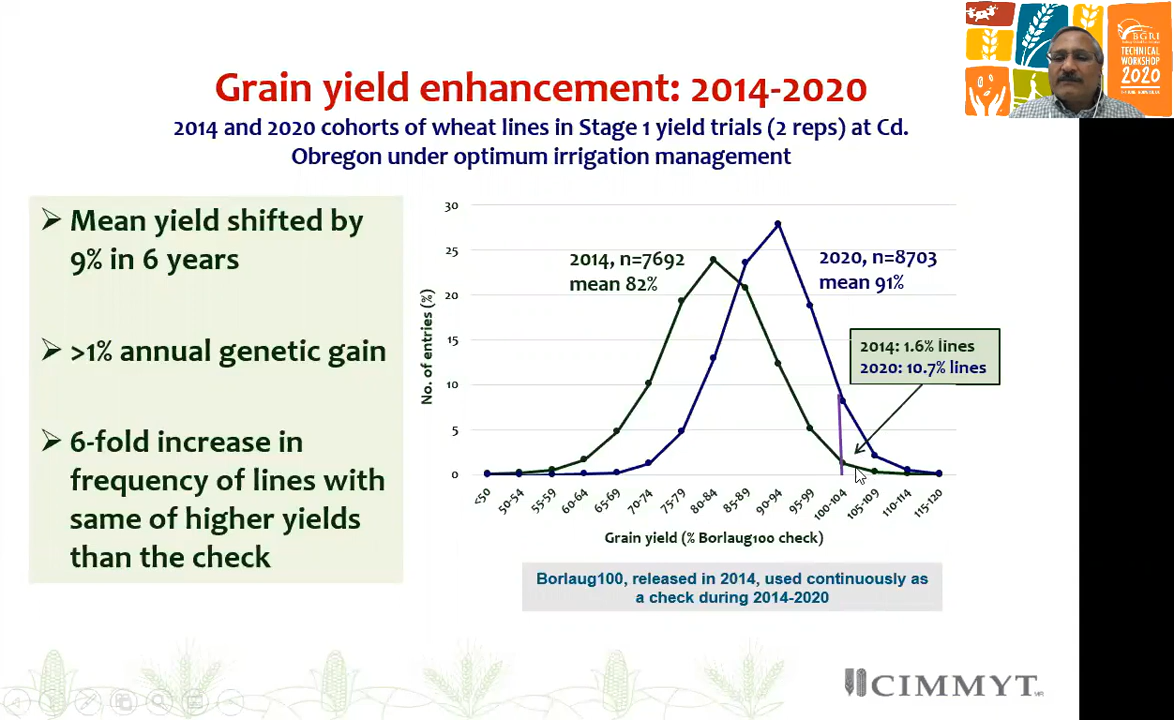 BGRI
TECHNICAL
WORKSHOP
2020
Grain yield enhancement: 2014-2020
2014 and 2020 cohorts of wheat lines in Stage 1 yield trials (2 reps) at Cd.
Obregon under optimum irrigation management
Mean yield shifted by
9% in 6 years
>1% annual genetic gain
6-fold increase in
frequency of lines with
same of higher yields
than the check
No. of entries (%)
30
25
20
15
10
5
0
2014, n=7692
mean 82%
2020, n=8703
mean 91%
2014: 1.6% lines
2020: 10.7% lines
<50
50-54
55-59
60-64
65-69
70-74
75-79
80-84
85-89
90-94
95-99
100-104
105-109
110-114
115-120
Grain yield (% Borlaug100 check)
Borlaug100, released in 2014, used continuously as
a check during 2014-2020
CIMMYT